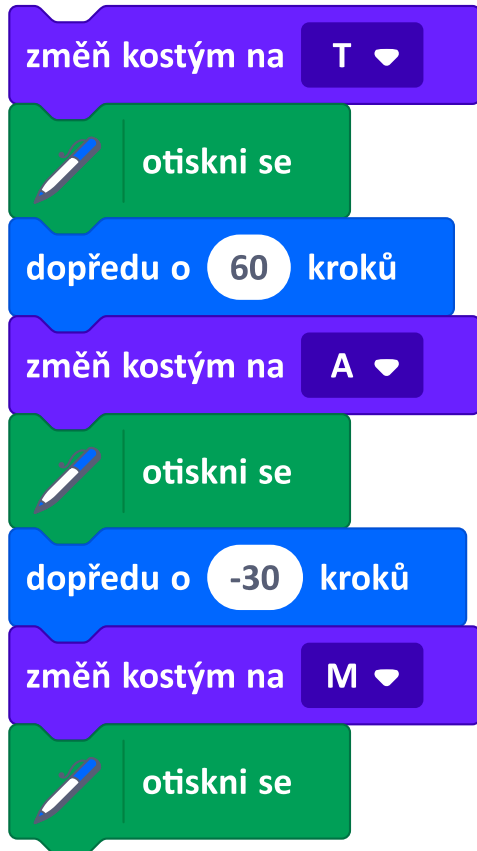 změň kostým na T
otiskni se
dopředu o 60 kroků
změň kostým na A
otiskni se
dopředu o -30 kroků
změň kostým na M
otiskni se